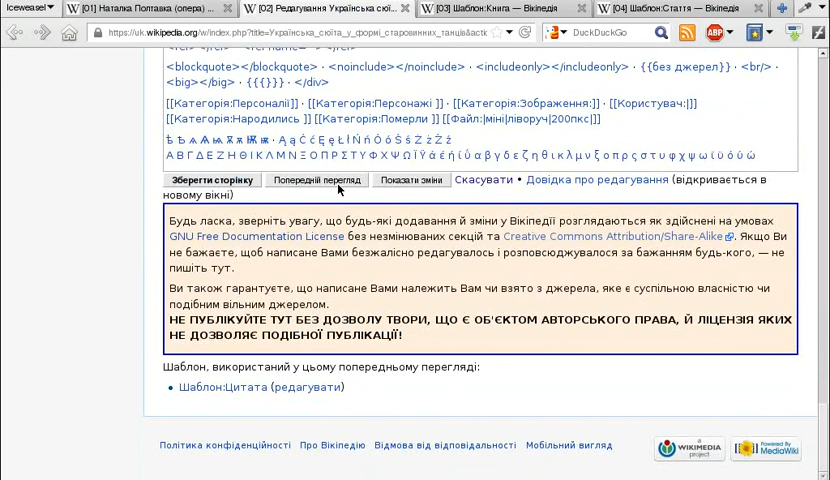 Iceweasel
[01] Наталка Полтавка (опера) ...
[02] Редагування Українська сюї...
[03] Шаблон:Книга — Вікіпедія
[04] Шаблон:Стаття — Вікіпедія
https://uk.wikipedia.org/w/index.php?title=Українська_сюїта_у_формі_старовинних_танців&acti
DuckDuckGo
<blockquote></blockquote> · <noinclude></noinclude> · <includeonly></includeonly> · {{без джерел}} · <br/> ·
<big></big> · {{{}}} · </div>
[[Категорія:Персоналії]] · [[Категорія:Персонажі ]] · [[Категорія:Зображення:]] · [[Користувач:|]]
[[Категорія:Народились ]] [[Категорія:Померли ]] [[Файл:|міні|ліворуч|200пкс|]]
Зберегти сторінку Попередній перегляд Показати зміни Скасувати • Довідка про редагування (відкривається в
новому вікні)
Будь ласка, зверніть увагу, що будь-які додавання й зміни у Вікіпедії розглядаються як здійснені на умовах
GNU Free Documentation License без незмінюваних секцій та Creative Commons Attribution/Share-Alike. Якщо Ви
не бажаєте, щоб написане Вами безжалісно редагувалось і розповсюджувалося за бажанням будь-кого, — не
пишіть тут.
Ви також гарантуєте, що написане Вами належить Вам чи взято з джерела, яке є суспільною власністю чи
подібним вільним джерелом.
НЕ ПУБЛІКУЙТЕ ТУТ БЕЗ ДОЗВОЛУ ТВОРИ, ЩО Є ОБ'ЄКТОМ АВТОРСЬКОГО ПРАВА, Й ЛІЦЕНЗІЯ ЯКИХ
НЕ ДОЗВОЛЯЄ ПОДІБНОЇ ПУБЛІКАЦІЇ!
Шаблон, використаний у цьому попередньому перегляді:
• Шаблон:Цитата (редагувати)
Політика конфіденційності Про Вікіпедію Відмова від відповідальності Мобільний вигляд
a WIKIMEDIA project
Powered By MediaWiki